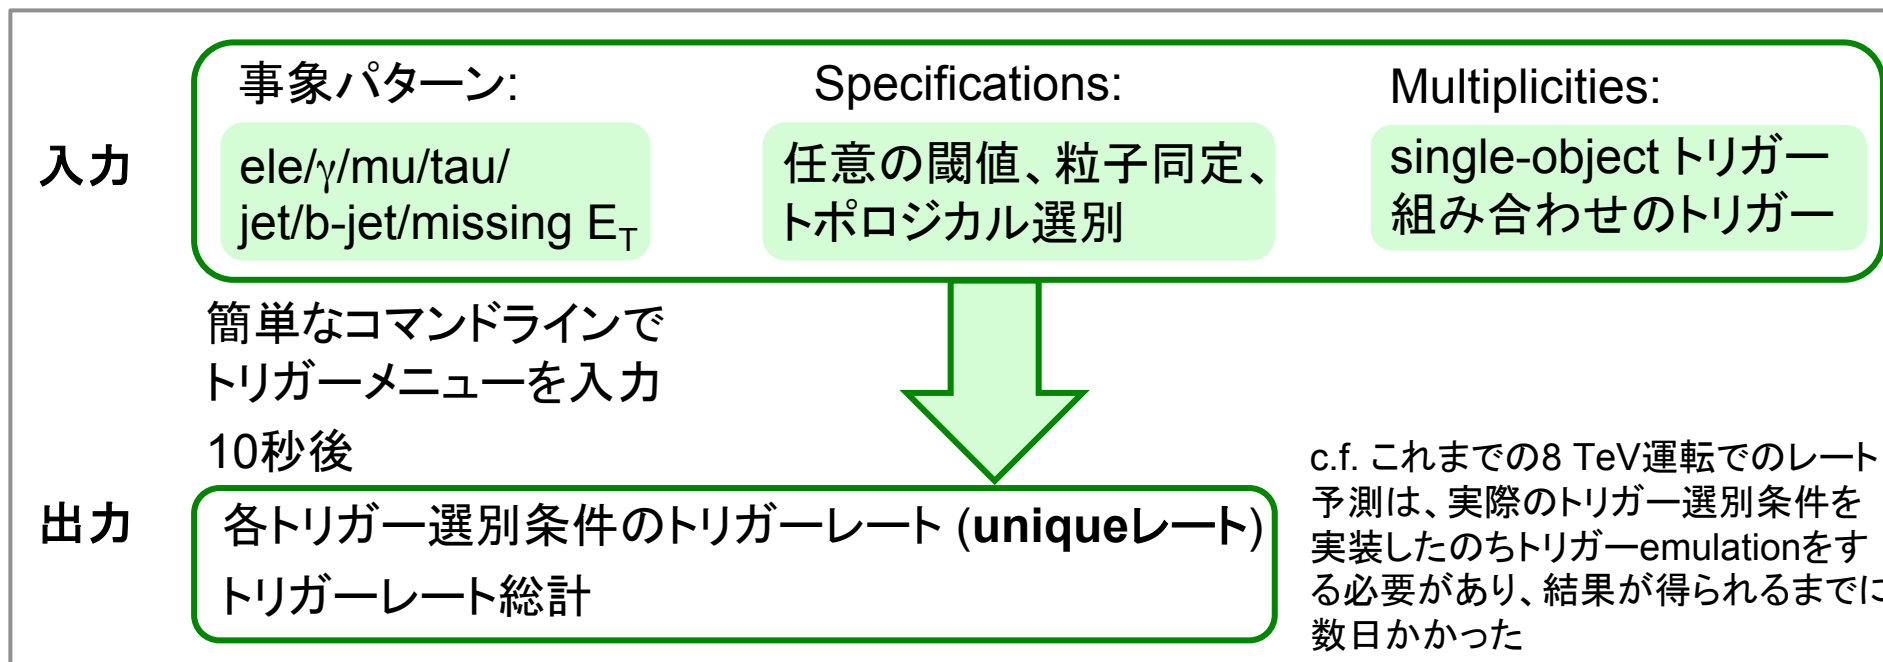 入力
事象パターン:
ele/γ/mu/tau/
jet/b-jet/missing E_T
Specifications:
任意の閾値、粒子同定、
トポロジカル選別
Multiplicities:
single-object トリガー
組み合わせのトリガー
簡単なコマンドラインで
トリガーメニューを入力
10秒後
出力
各トリガー選別条件のトリガーレート (uniqueレート)
トリガーレート総計
c.f. これまでの8 TeV運転でのレート
予測は、実際のトリガー選別条件を
実装したのちトリガーemulationをす
る必要があり、結果が得られるまでに
数日かかった